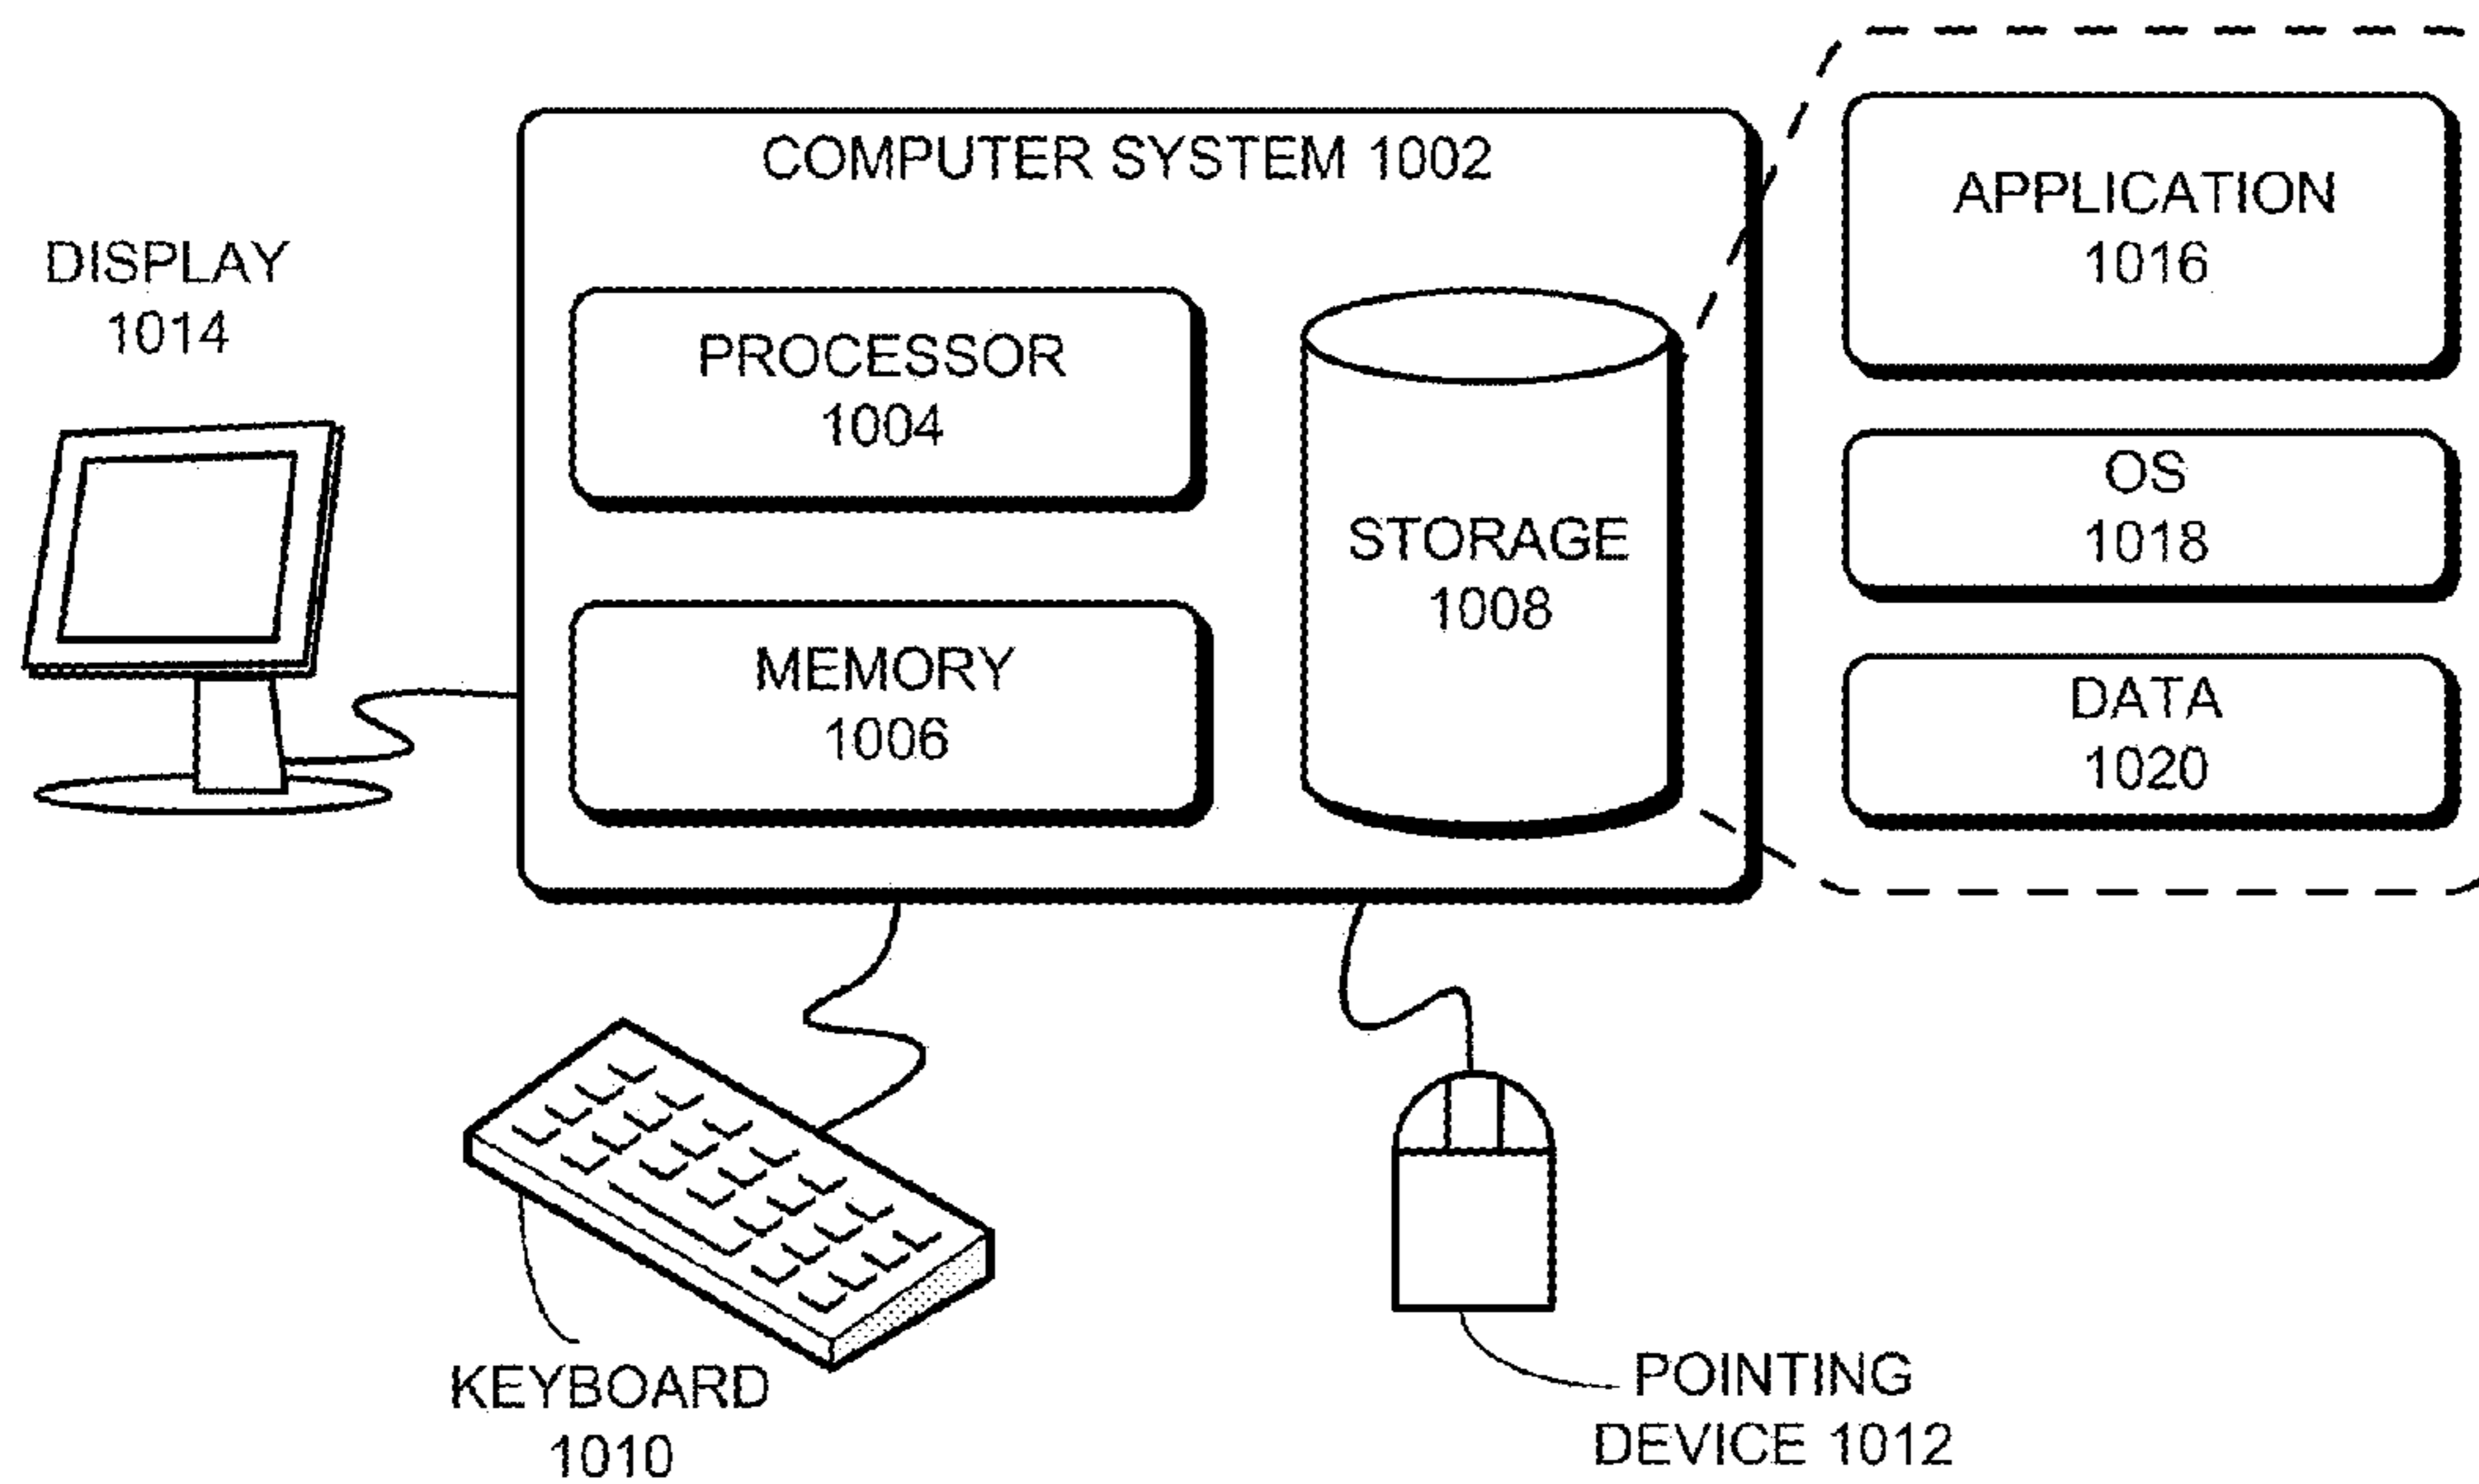 COMPUTER SYSTEM 1002
DISPLAY
1014
PROCESSOR
1004
MEMORY
1006
STORAGE
1008
APPLICATION
1016
OS
1018
DATA
1020
KEYBOARD
1010
POINTING
DEVICE 1012